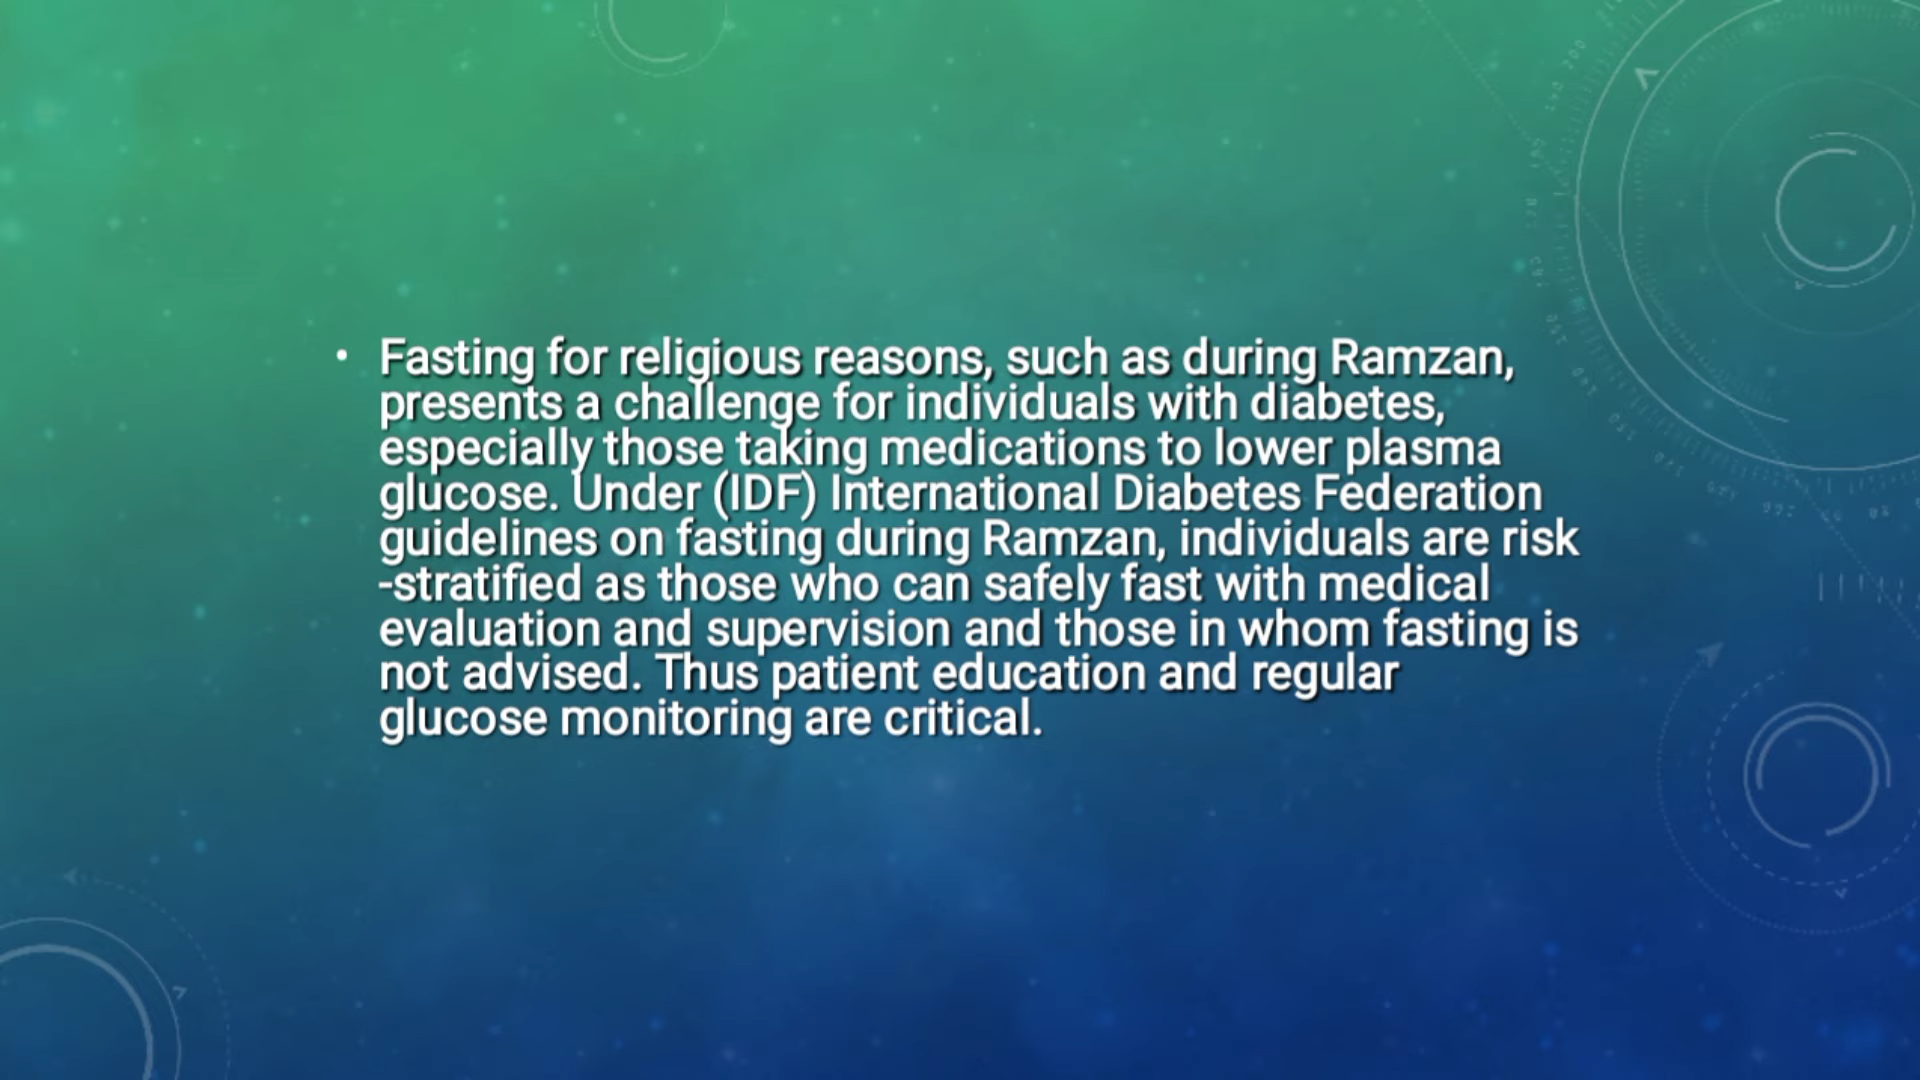 • Fasting for religious reasons, such as during Ramzan,
presents a challenge for individuals with diabetes,
especially those taking medications to lower plasma
glucose. Under (IDF) International Diabetes Federation
guidelines on fasting during Ramzan, individuals are risk
-stratified as those who can safely fast with medical
evaluation and supervision and those in whom fasting is
not advised. Thus patient education and regular
glucose monitoring are critical.